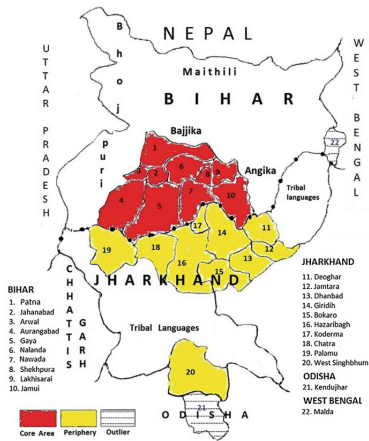 NEPAL
Bhojpuri
Maithili
BIHAR
UTTAR PRADESH
WEST BENGAL
Bajjika
Angika
Tribal
languages
1
2
3
4
5
6
7
8
9
10
11
12
13
14
15
16
17
18
19
20
21
22
JHARKHAND
CHHATTIS
GARH
Tribal Languages
ODISHA
BIHAR
1. Patna
2. Jahanabad
3. Arwal
4. Aurangabad
5. Gaya
6. Nalanda
7. Navada
8. Shekhpura
9. Lakhisarai
10. Jamui
JHARKHAND
11. Deoghar
12. Jamtara
13. Dhanbad
14. Giridih
15. Bokaro
16. Hazaribagh
17. Koderma
18. Chatra
19. Palamu
20. West Singhbhum
ODISHA
21. Kendujhar
WEST BENGAL
22. Malda
Core Area
Periphery
Outlier